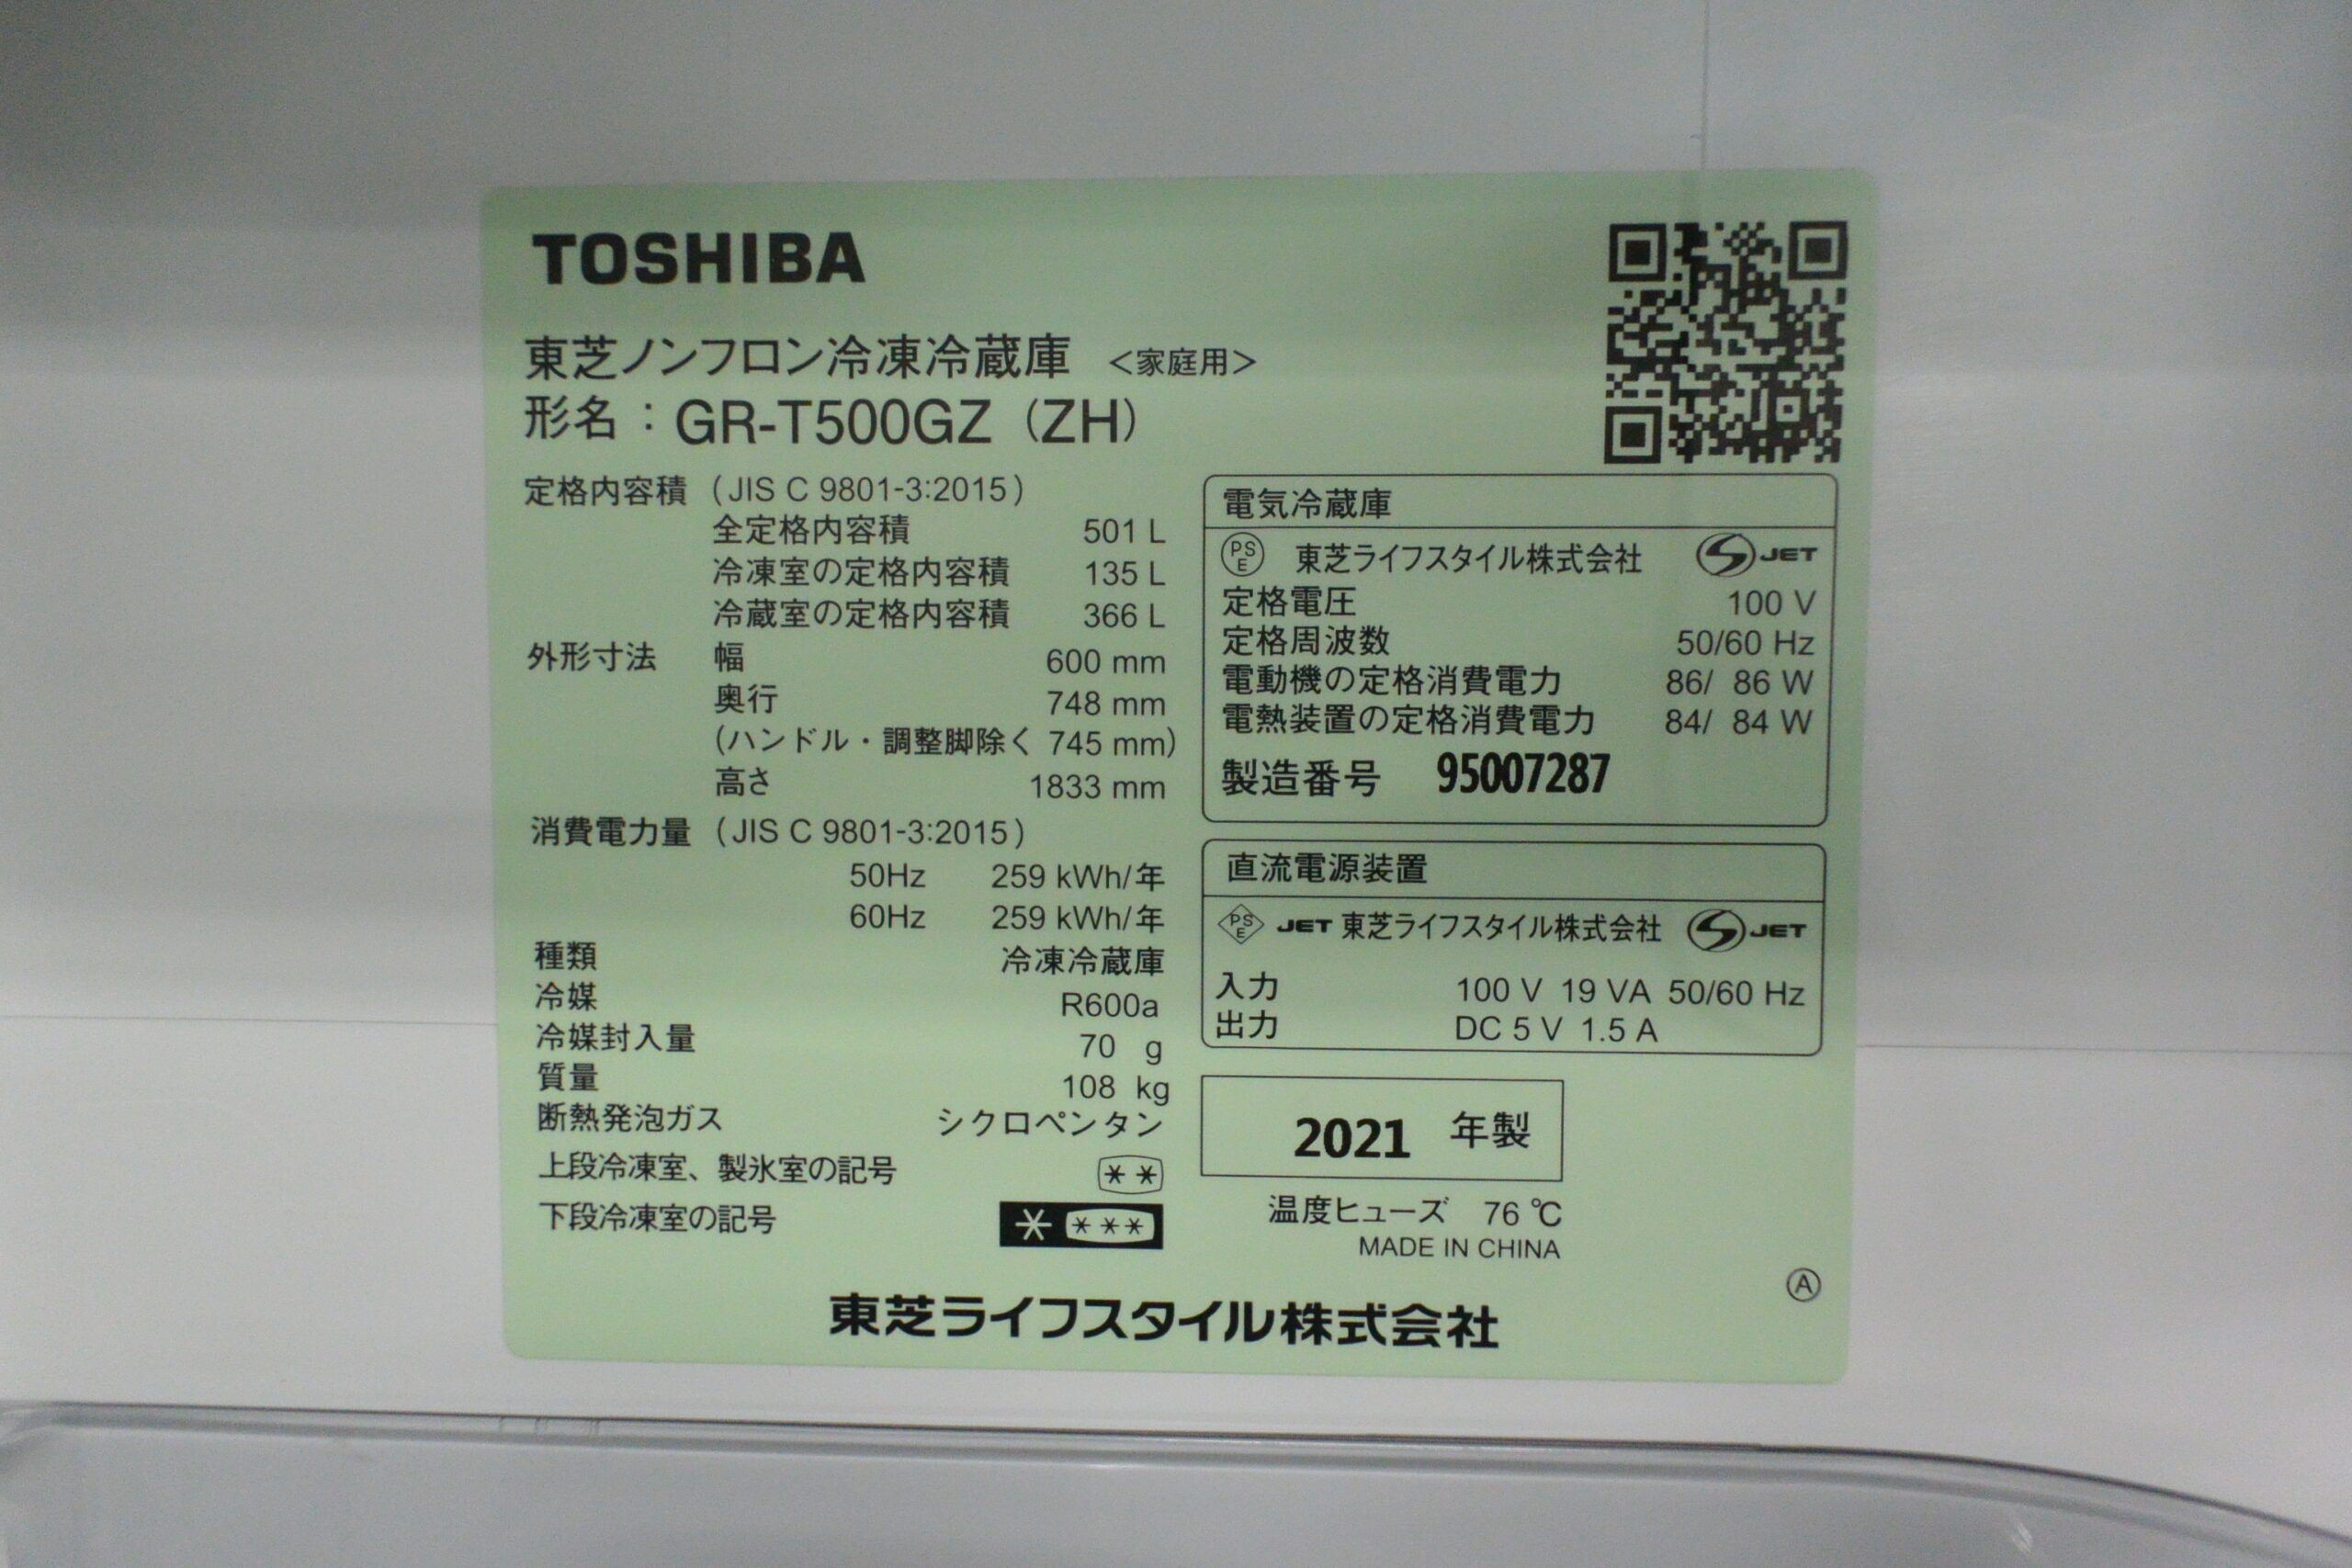 TOSHIBA
東芝ノンフロン冷凍冷蔵庫 <家庭用>
形名：GR-T500GZ (ZH)
定格内容積 (JIS C 9801-3:2015)
全定格内容積 501 L
冷凍室の定格内容積 135 L
冷蔵室の定格内容積 366 L
外形寸法 幅 600 mm
奥行 748 mm
(ハンドル・調整脚除く 745 mm)
高さ 1833 mm
消費電力量 (JIS C 9801-3:2015)
50Hz 259 kWh/年
60Hz 259 kWh/年
種類 冷凍冷蔵庫
冷媒 R600a
冷媒封入量 70 g
質量 108 kg
断熱発泡ガス シクロペンタン
上段冷凍室、製氷室の記号 **
下段冷凍室の記号 * ***
電気冷蔵庫
PSE 東芝ライフスタイル株式会社 S JET
定格電圧 100 V
定格周波数 50/60 Hz
電動機の定格消費電力 86/ 86 W
電熱装置の定格消費電力 84/ 84 W
製造番号 95007287
直流電源装置
PSE JET 東芝ライフスタイル株式会社 S JET
入力 100 V 19 VA 50/60 Hz
出力 DC 5 V 1.5 A
2021 年製
温度ヒューズ 76 ℃
MADE IN CHINA
Ⓐ
東芝ライフスタイル株式会社